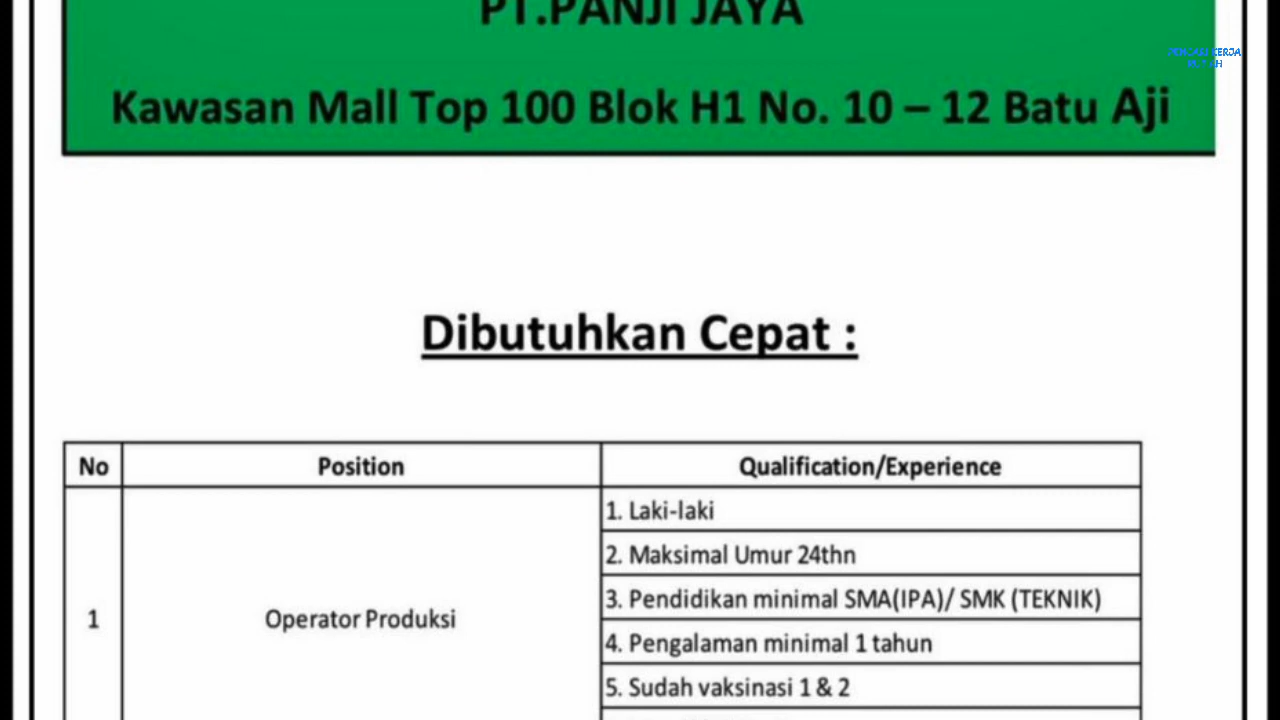 PT.PANJI JAYA
Kawasan Mall Top 100 Blok H1 No. 10 – 12 Batu Aji
Dibutuhkan Cepat :
No Position Qualification/Experience
1 Operator Produksi
1. Laki-laki
2. Maksimal Umur 24thn
3. Pendidikan minimal SMA(IPA)/ SMK (TEKNIK)
4. Pengalaman minimal 1 tahun
5. Sudah vaksinasi 1 & 2